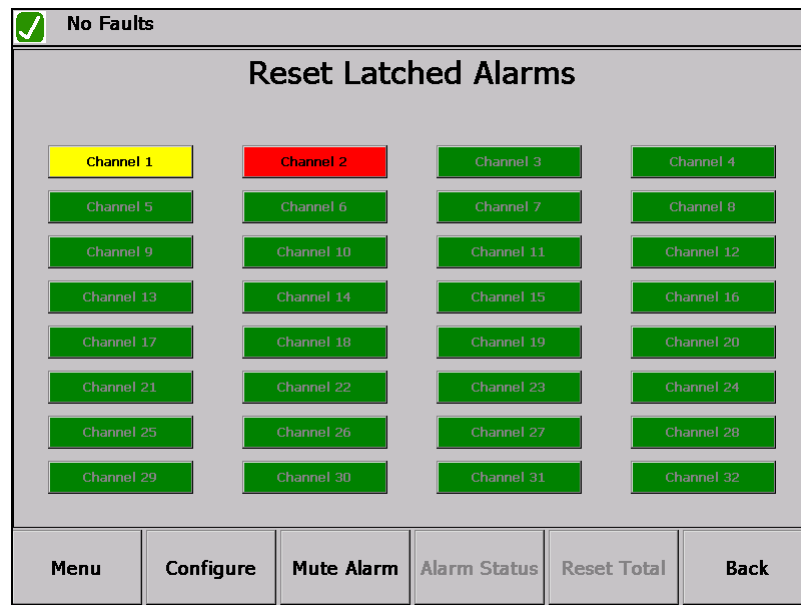 No Faults
Reset Latched Alarms
Channel 1 Channel 2 Channel 3 Channel 4
Channel 5 Channel 6 Channel 7 Channel 8
Channel 9 Channel 10 Channel 11 Channel 12
Channel 13 Channel 14 Channel 15 Channel 16
Channel 17 Channel 18 Channel 19 Channel 20
Channel 21 Channel 22 Channel 23 Channel 24
Channel 25 Channel 26 Channel 27 Channel 28
Channel 29 Channel 30 Channel 31 Channel 32
Menu Configure Mute Alarm Alarm Status Reset Total Back